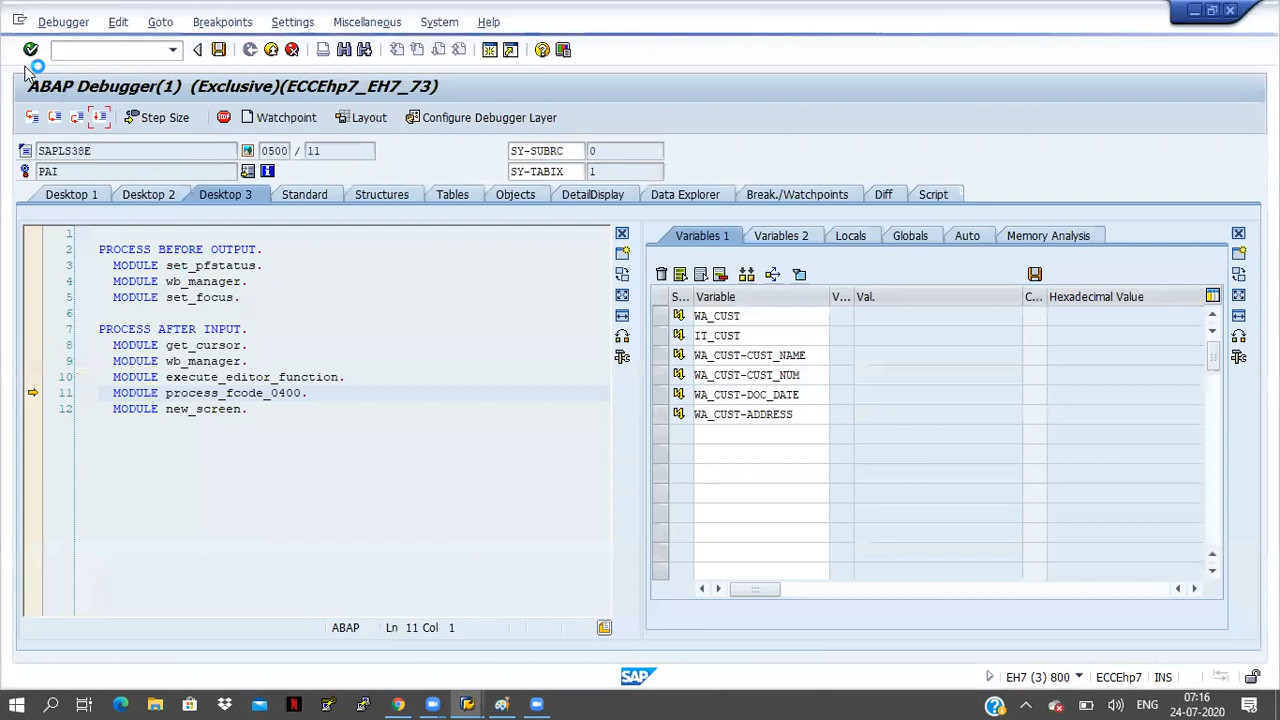 Debugger Edit Goto Breakpoints Settings Miscellaneous System Help
ABAP Debugger(1) (Exclusive)(ECCEhp7_EH7_73)
Step Size Watchpoint Layout Configure Debugger Layer
SAPLS38E 0500 / 11 SY-SUBRC 0
PAI SY-TABIX 1
Desktop 1 Desktop 2 Desktop 3 Standard Structures Tables Objects DetailDisplay Data Explorer Break./Watchpoints Diff Script
Variables 1 Variables 2 Locals Globals Auto Memory Analysis
S... Variable V... Val. C... Hexadecimal Value
WA_CUST
IT_CUST
WA_CUST-CUST_NAME
WA_CUST-CUST_NUM
WA_CUST-DOC_DATE
WA_CUST-ADDRESS
1
2 PROCESS BEFORE OUTPUT.
3 MODULE set_pfstatus.
4 MODULE wb_manager.
5 MODULE set_focus.
6
7 PROCESS AFTER INPUT.
8 MODULE get_cursor.
9 MODULE wb_manager.
10 MODULE execute_editor_function.
11 MODULE process_fcode_0400.
12 MODULE new_screen.
ABAP Ln 11 Col 1
SAP EH7 (3) 800 ECCEhp7 INS
ENG 07:16
24-07-2020